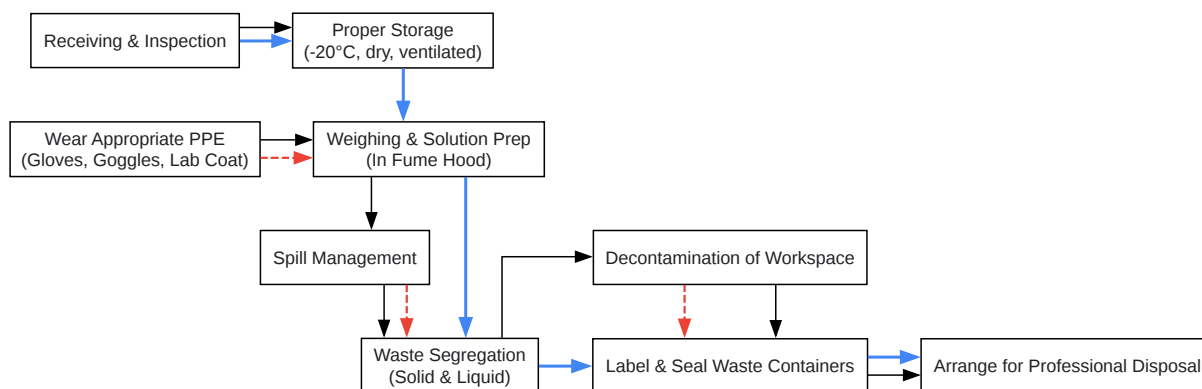 Receiving & Inspection
Proper Storage
(-20°C, dry, ventilated)
Wear Appropriate PPE
(Gloves, Goggles, Lab Coat)
Weighing & Solution Prep
(In Fume Hood)
Spill Management
Decontamination of Workspace
Waste Segregation
(Solid & Liquid)
Label & Seal Waste Containers
Arrange for Professional Disposal